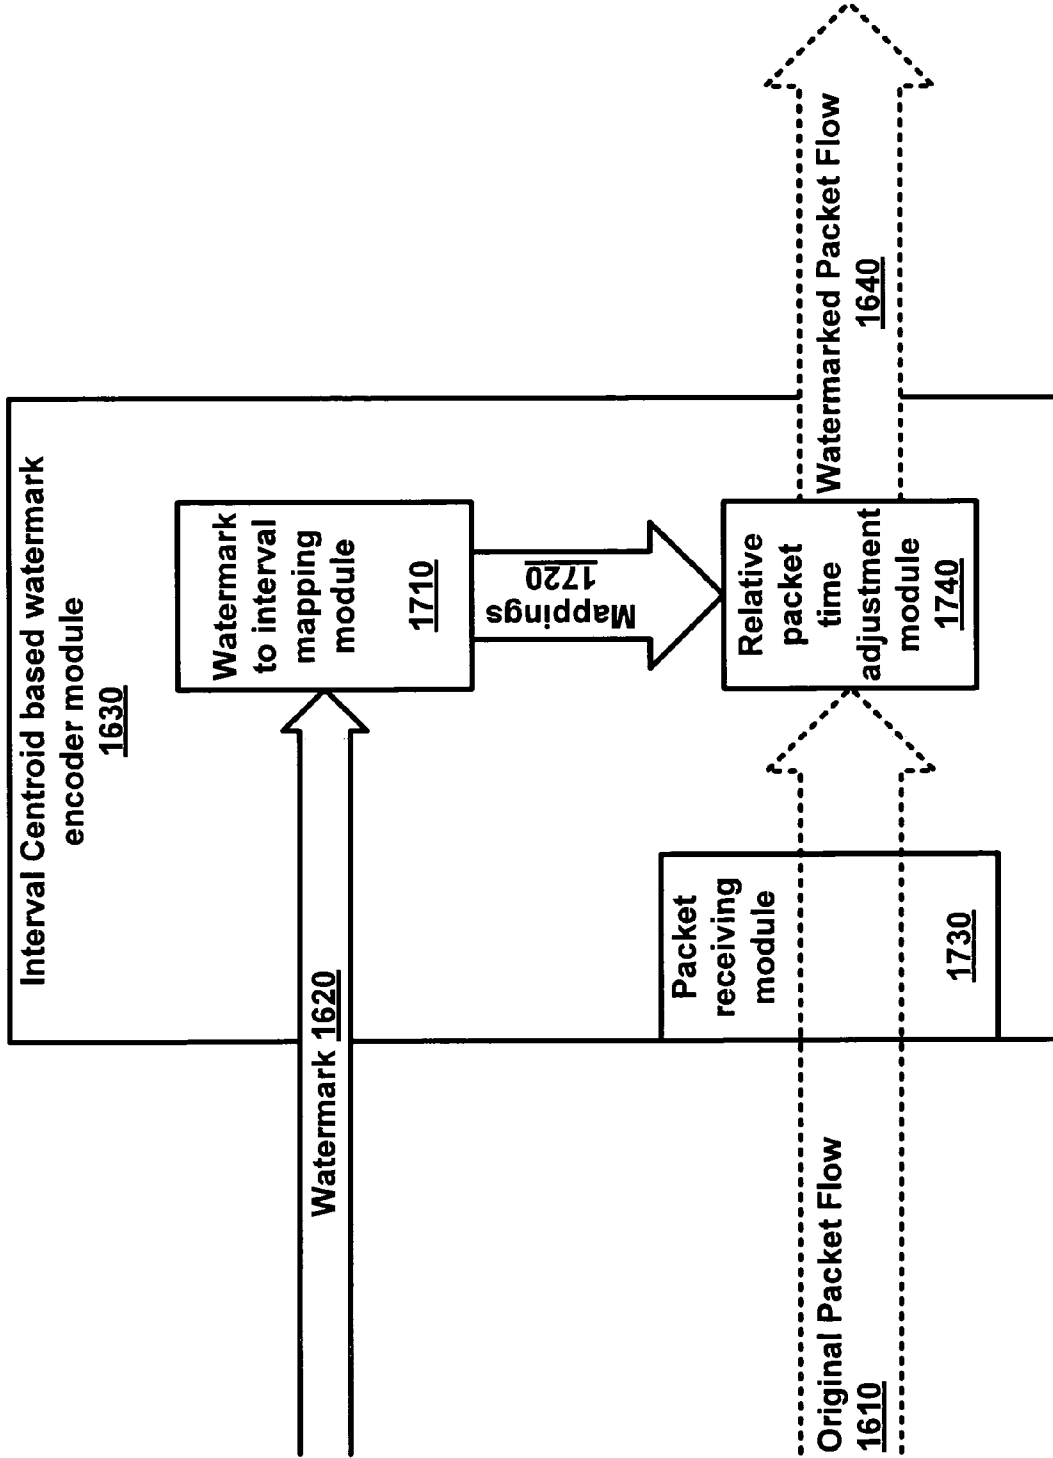 Interval Centroid based watermark
encoder module
1630
Watermark 1620
Watermark
to interval
mapping
module
1710
Mappings
1720
Original Packet Flow
1610
Packet
receiving
module
1730
Relative
packet
time
adjustment
module
1740
Watermarked Packet Flow
1640